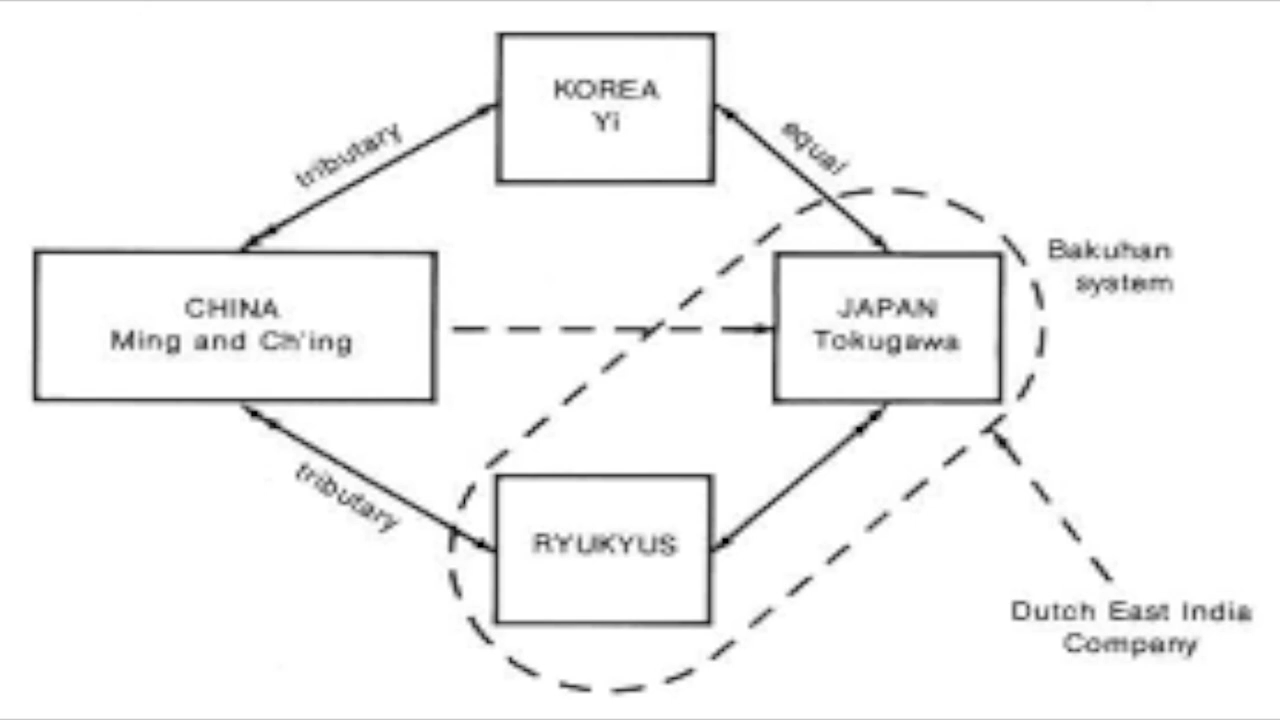 KOREA
Yi
tributary
equal
Bakuhan
system
CHINA
Ming and Ch'ing
JAPAN
Tokugawa
tributary
RYUKYUS
Dutch East India
Company